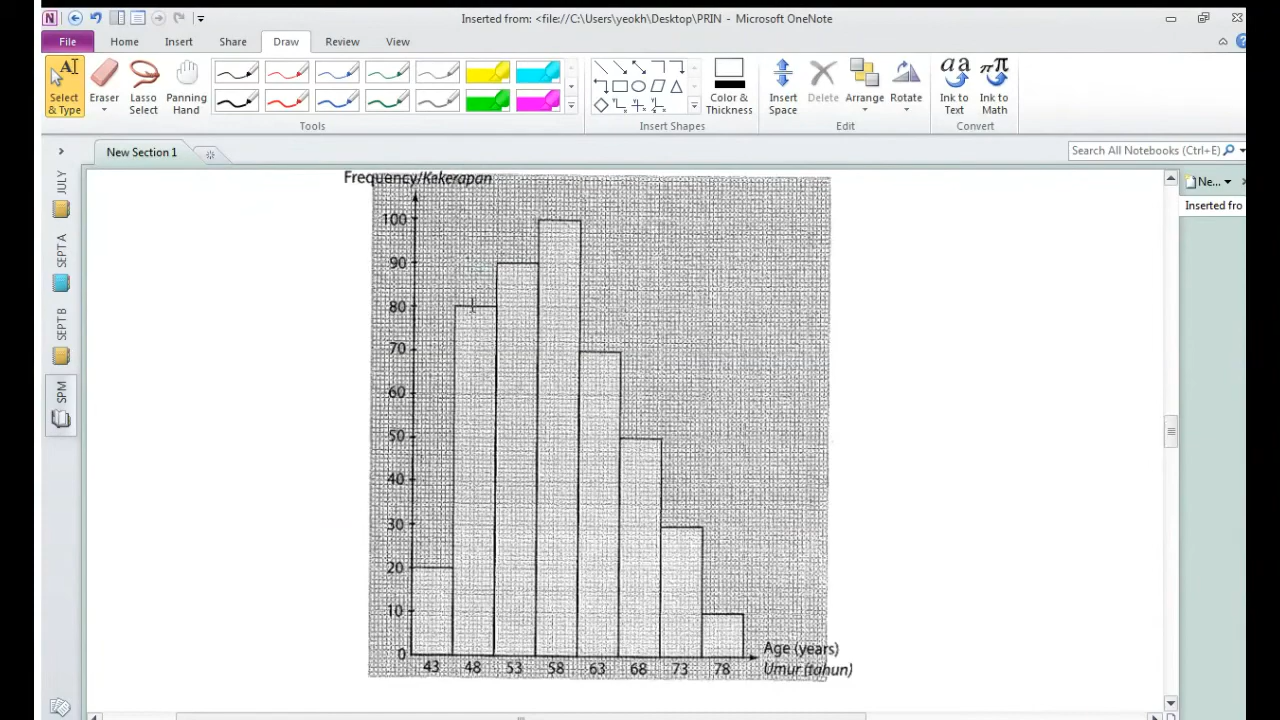 Inserted from: <file://C:\Users\yeokh\Desktop\PRIN - Microsoft OneNote
File Home Insert Share Draw Review View
Select & Type
Eraser
Lasso Select
Panning Hand
Color & Thickness
Insert Space
Delete
Arrange
Rotate
Ink to Text
Ink to Math
Tools
Insert Shapes
Edit
Convert
New Section 1
Search All Notebooks (Ctrl+E)
JULY
SEPT A
SEPT B
SPM
Ne...
Inserted fro
Frequency/Kekerapan
100
90
80
70
60
50
40
30
20
10
0
43 48 53 58 63 68 73 78
Age (years)
Umur (tahun)